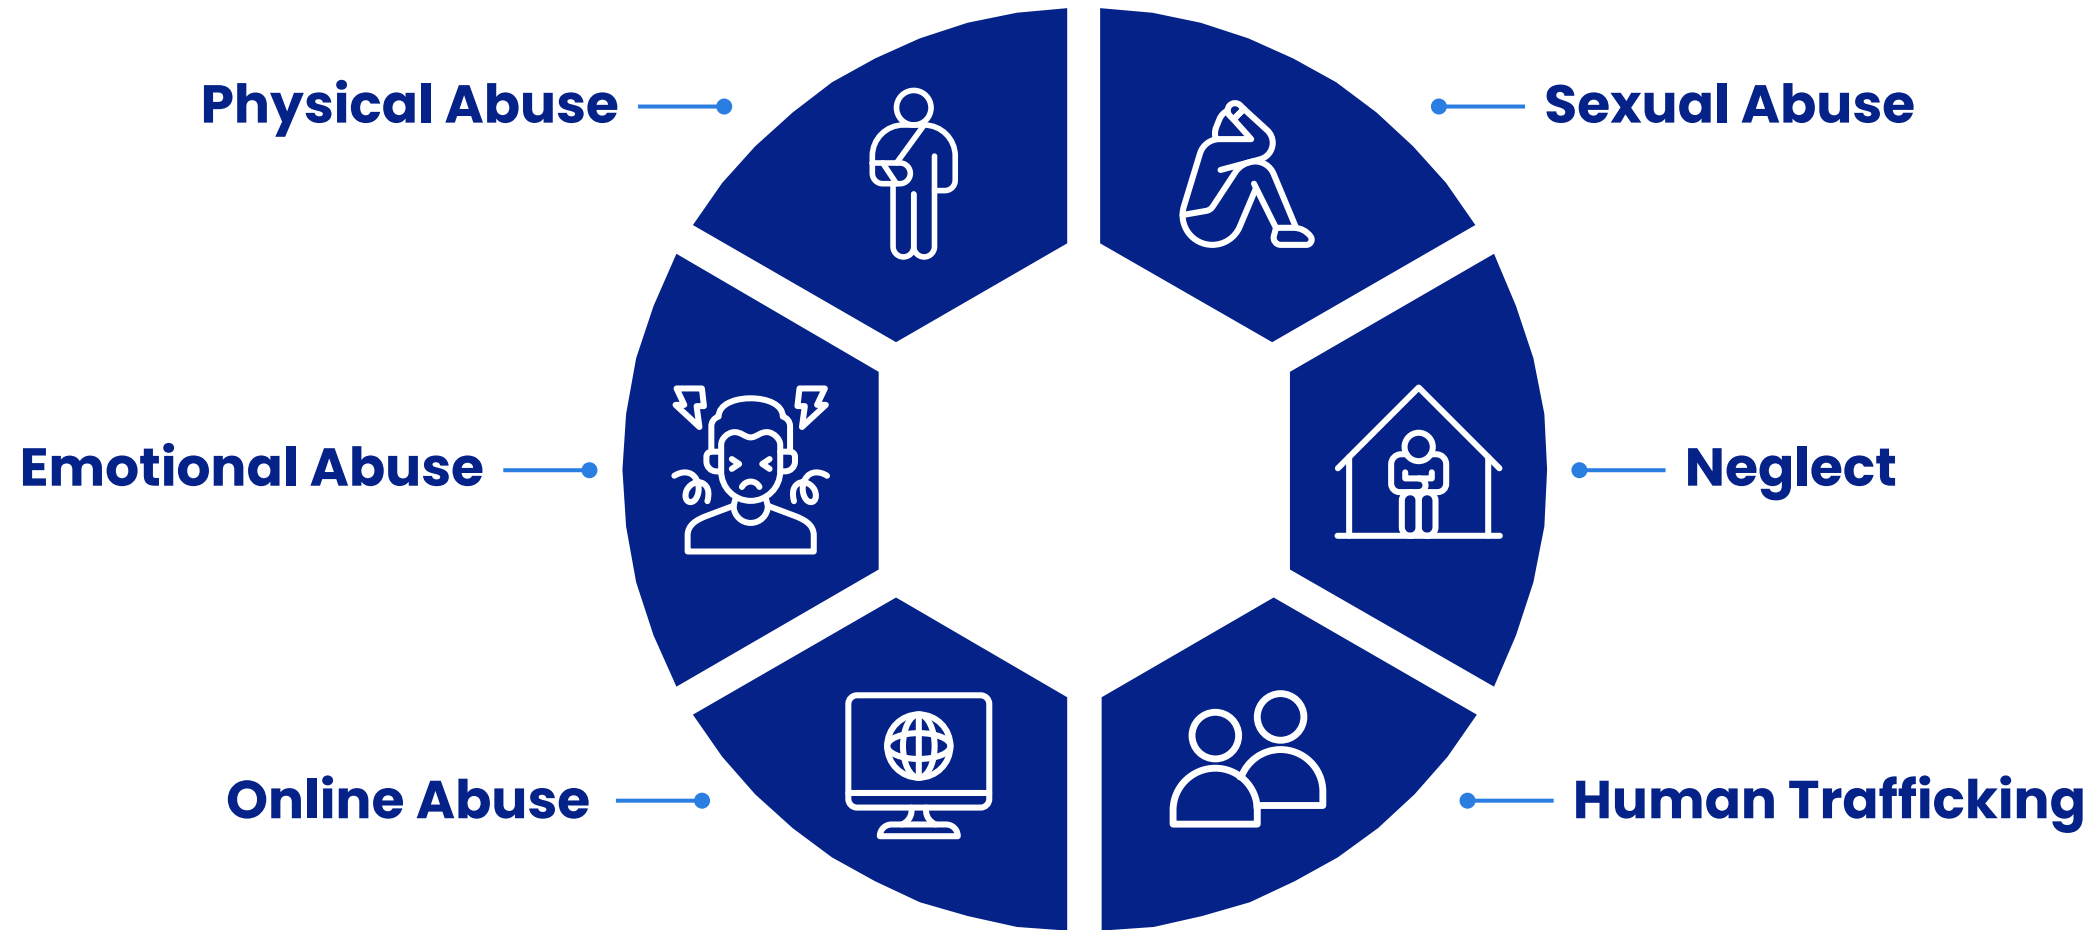 Physical Abuse
Sexual Abuse
Emotional Abuse
Neglect
Online Abuse
Human Trafficking